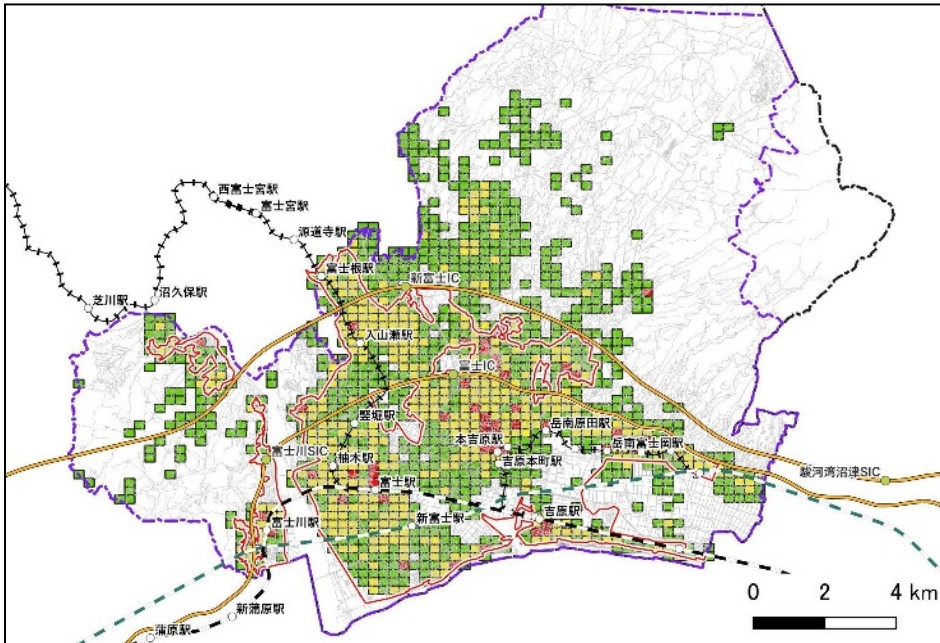 西富士宮駅
富士宮駅
源道寺駅
富士根駅
新富士IC
沼久保駅
芝川駅
入山瀬駅
富士IC
竪堀駅
岳南原田駅
本吉原駅
岳南富士岡駅
富士川SIC
柚木駅
吉原本町駅
駿河湾沼津SIC
富士駅
吉原駅
富士川駅
新富士駅
新蒲原駅
蒲原駅
0 2 4 km